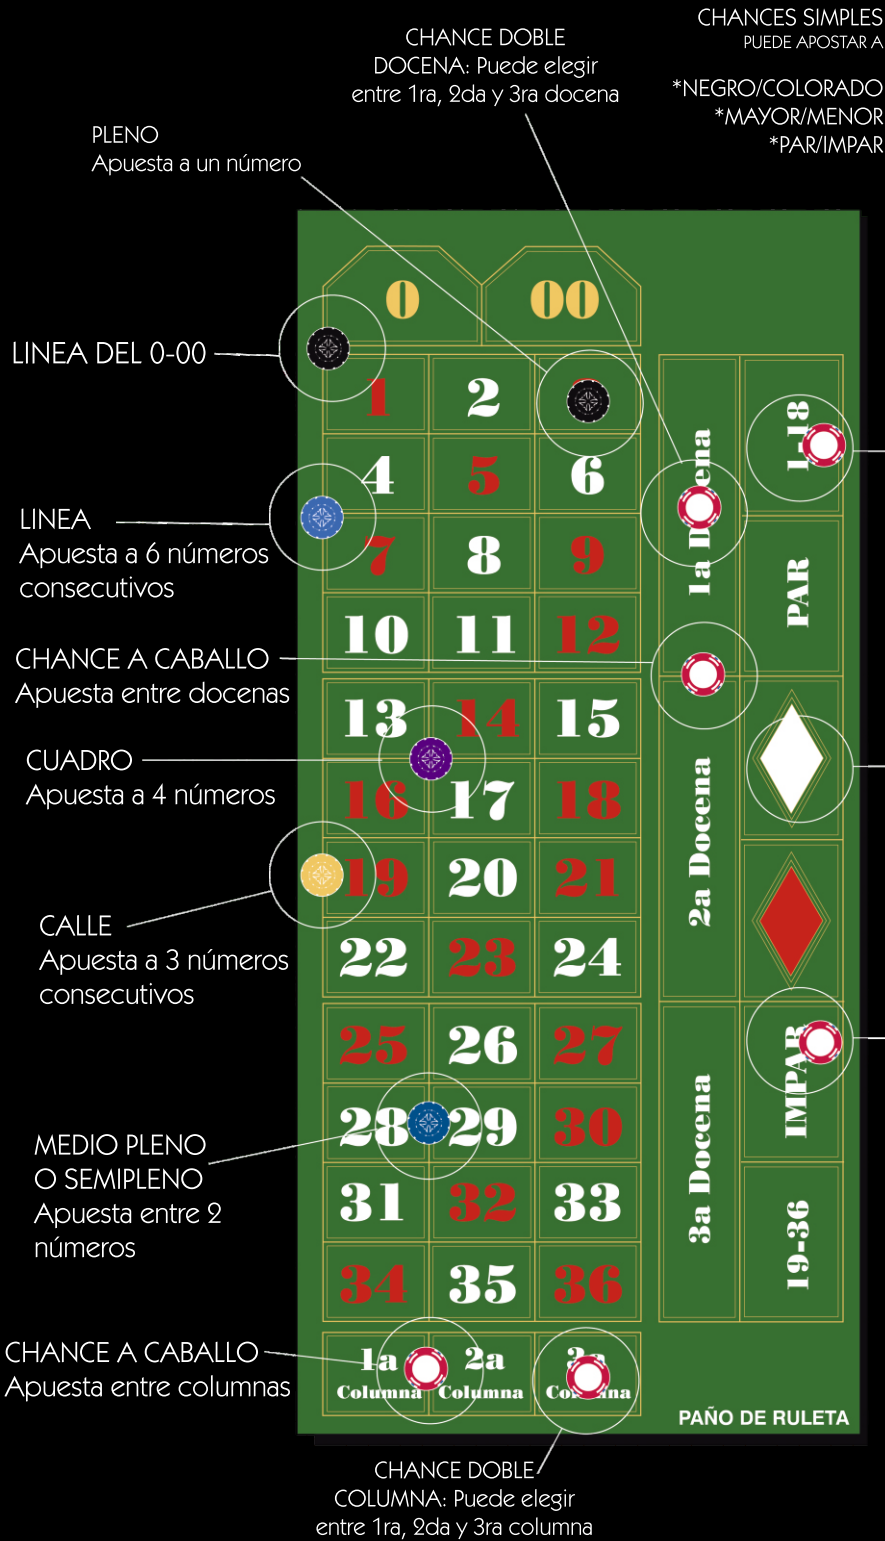 CHANCES SIMPLES
PUEDE APOSTAR A
*NEGRO/COLORADO
*MAYOR/MENOR
*PAR/IMPAR
CHANCE DOBLE
DOCENA: Puede elegir
entre 1ra, 2da y 3ra docena
PLENO
Apuesta a un número
LINEA DEL 0-00
LINEA
Apuesta a 6 números
consecutivos
CHANCE A CABALLO
Apuesta entre docenas
CUADRO
Apuesta a 4 números
CALLE
Apuesta a 3 números
consecutivos
MEDIO PLENO
O SEMIPLENO
Apuesta entre 2
números
CHANCE A CABALLO
Apuesta entre columnas
0 00
1 2
4 5 6
7 8 9
10 11 12
13 14 15
16 17 18
19 20 21
22 23 24
25 26 27
28 29 30
31 32 33
34 35 36
1a 2a 3a
Columna Columna Columna
1a Docena
2a Docena
3a Docena
1-18
PAR
IMPAR
19-36
PAÑO DE RULETA
CHANCE DOBLE
COLUMNA: Puede elegir
entre 1ra, 2da y 3ra columna